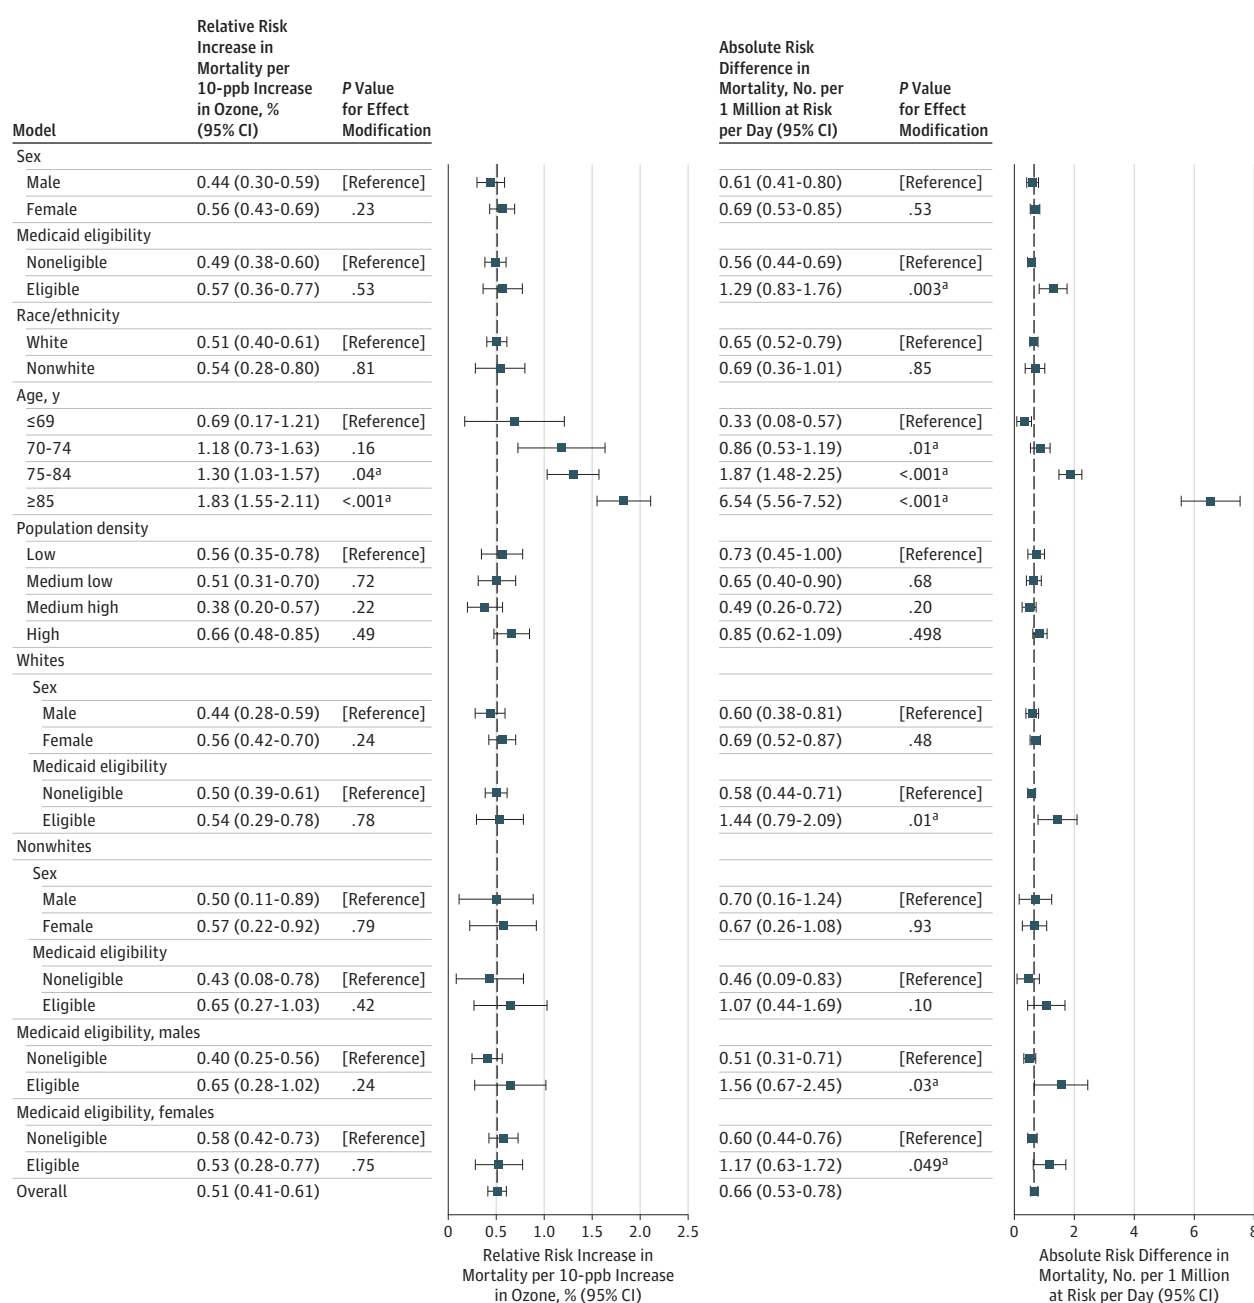 Relative Risk
Increase in
Mortality per
10-ppb Increase
in Ozone, %
(95% CI)
P Value
for Effect
Modification
Absolute Risk
Difference in
Mortality, No. per
1 Million at Risk
per Day (95% CI)
P Value
for Effect
Modification
Model
Sex
Male 0.44 (0.30-0.59) [Reference] 0.61 (0.41-0.80) [Reference]
Female 0.56 (0.43-0.69) .23 0.69 (0.53-0.85) .53
Medicaid eligibility
Noneligible 0.49 (0.38-0.60) [Reference] 0.56 (0.44-0.69) [Reference]
Eligible 0.57 (0.36-0.77) .53 1.29 (0.83-1.76) .003a
Race/ethnicity
White 0.51 (0.40-0.61) [Reference] 0.65 (0.52-0.79) [Reference]
Nonwhite 0.54 (0.28-0.80) .81 0.69 (0.36-1.01) .85
Age, y
≤69 0.69 (0.17-1.21) [Reference] 0.33 (0.08-0.57) [Reference]
70-74 1.18 (0.73-1.63) .16 0.86 (0.53-1.19) .01a
75-84 1.30 (1.03-1.57) .04a 1.87 (1.48-2.25) <.001a
≥85 1.83 (1.55-2.11) <.001a 6.54 (5.56-7.52) <.001a
Population density
Low 0.56 (0.35-0.78) [Reference] 0.73 (0.45-1.00) [Reference]
Medium low 0.51 (0.31-0.70) .72 0.65 (0.40-0.90) .68
Medium high 0.38 (0.20-0.57) .22 0.49 (0.26-0.72) .20
High 0.66 (0.48-0.85) .49 0.85 (0.62-1.09) .498
Whites
Sex
Male 0.44 (0.28-0.59) [Reference] 0.60 (0.38-0.81) [Reference]
Female 0.56 (0.42-0.70) .24 0.69 (0.52-0.87) .48
Medicaid eligibility
Noneligible 0.50 (0.39-0.61) [Reference] 0.58 (0.44-0.71) [Reference]
Eligible 0.54 (0.29-0.78) .78 1.44 (0.79-2.09) .01a
Nonwhites
Sex
Male 0.50 (0.11-0.89) [Reference] 0.70 (0.16-1.24) [Reference]
Female 0.57 (0.22-0.92) .79 0.67 (0.26-1.08) .93
Medicaid eligibility
Noneligible 0.43 (0.08-0.78) [Reference] 0.46 (0.09-0.83) [Reference]
Eligible 0.65 (0.27-1.03) .42 1.07 (0.44-1.69) .10
Medicaid eligibility, males
Noneligible 0.40 (0.25-0.56) [Reference] 0.51 (0.31-0.71) [Reference]
Eligible 0.65 (0.28-1.02) .24 1.56 (0.67-2.45) .03a
Medicaid eligibility, females
Noneligible 0.58 (0.42-0.73) [Reference] 0.60 (0.44-0.76) [Reference]
Eligible 0.53 (0.28-0.77) .75 1.17 (0.63-1.72) .049a
Overall 0.51 (0.41-0.61) 0.66 (0.53-0.78)
0 0.5 1.0 1.5 2.0 2.5
Relative Risk Increase in
Mortality per 10-ppb Increase
in Ozone, % (95% CI)
0 2 4 6 8
Absolute Risk Difference in
Mortality, No. per 1 Million
at Risk per Day (95% CI)